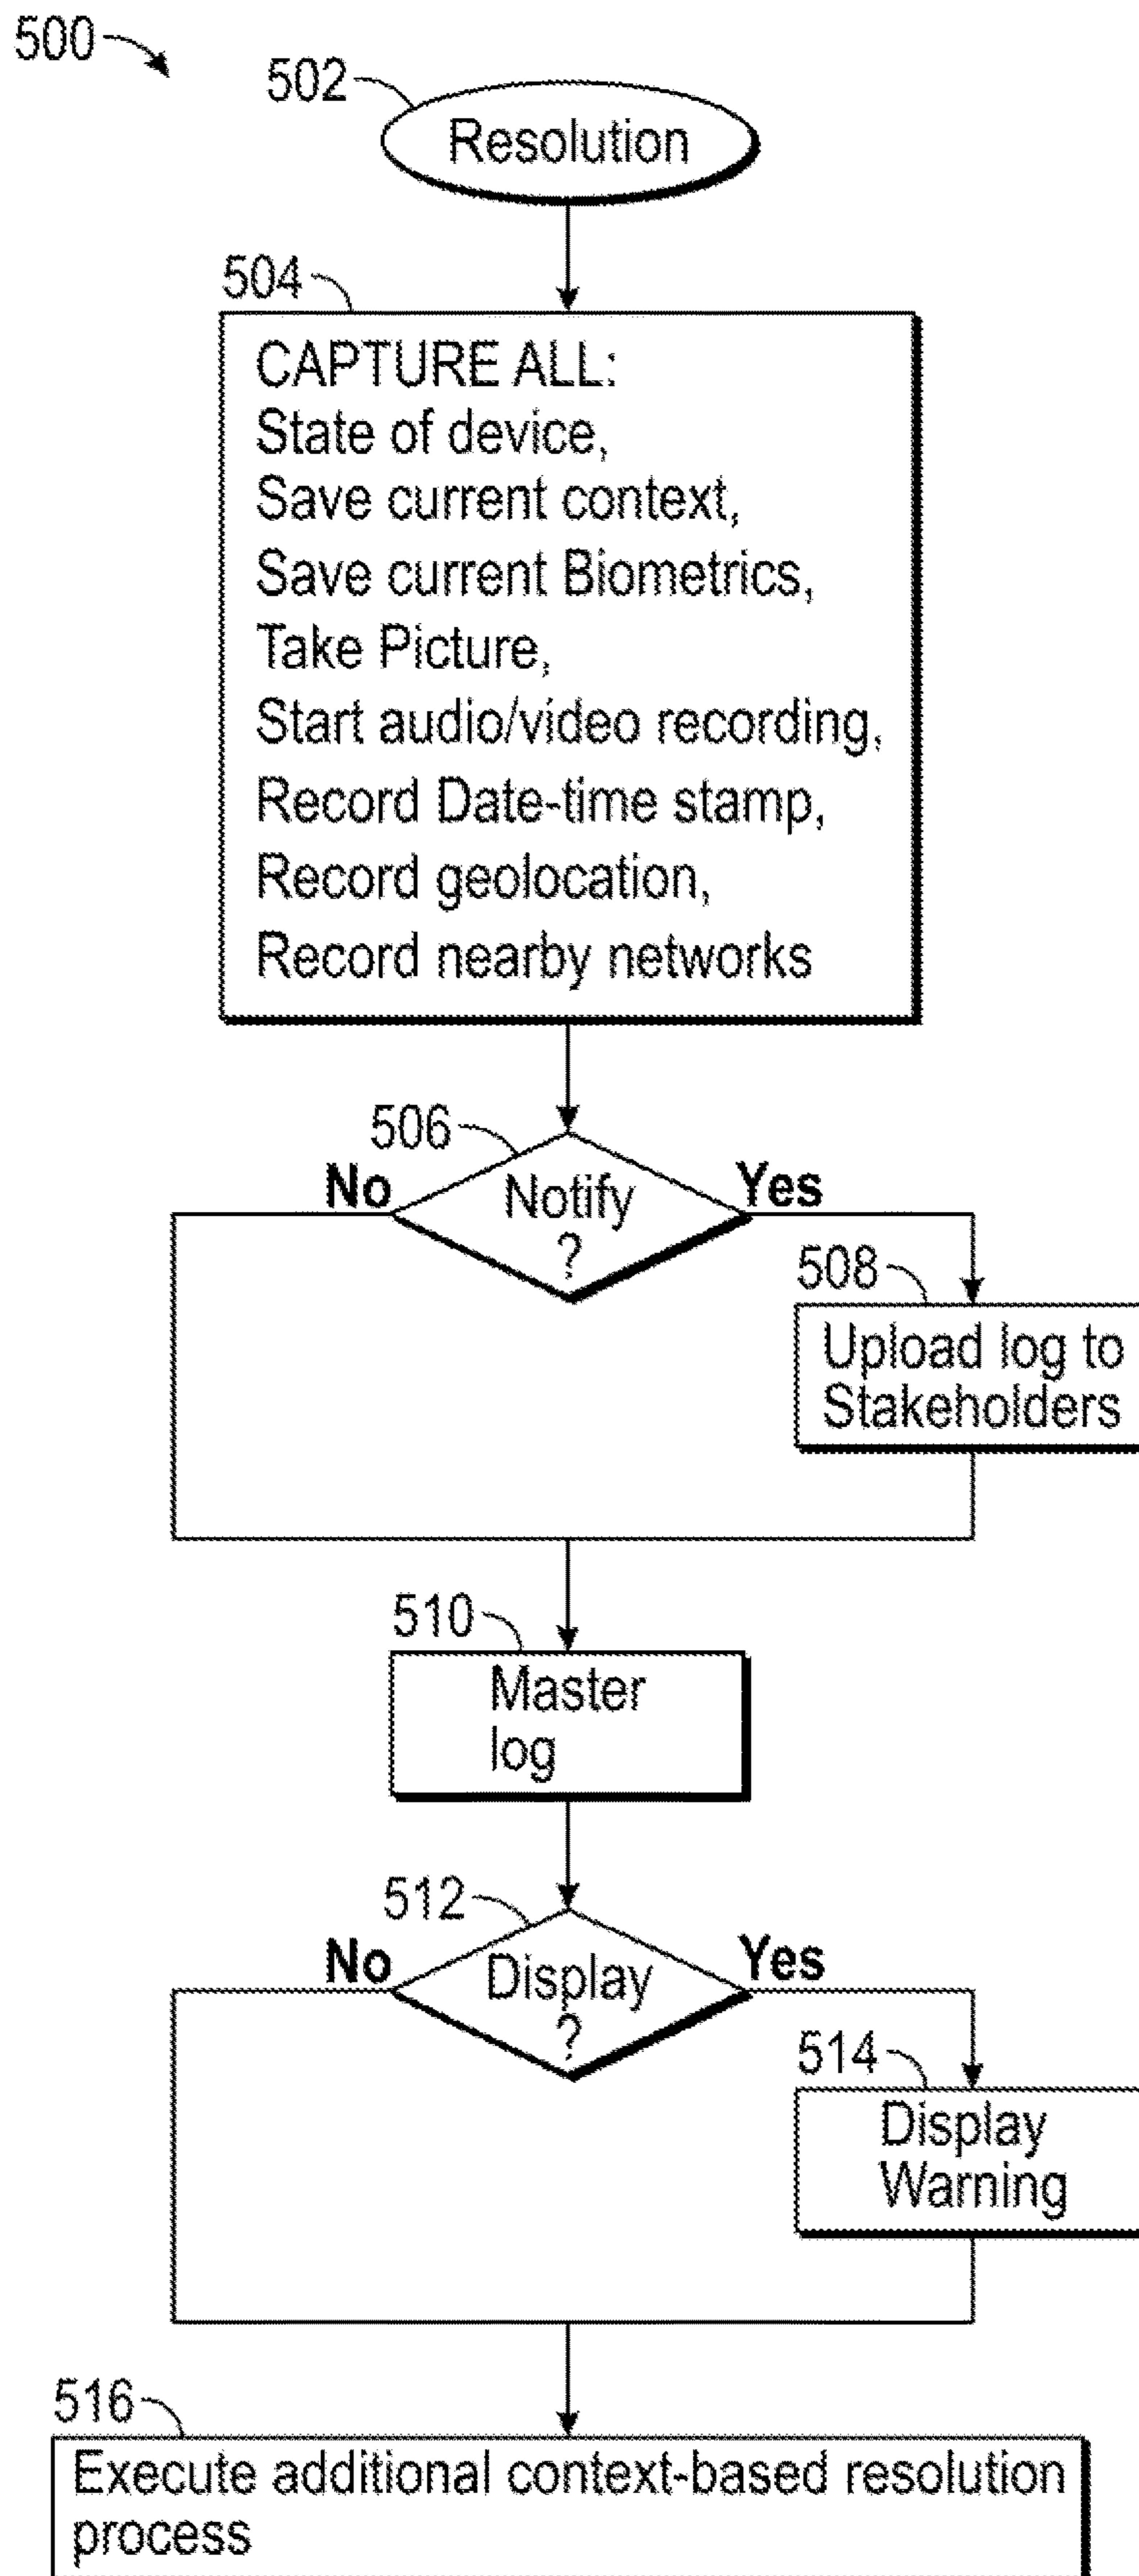 500
502
Resolution
504
CAPTURE ALL:
State of device,
Save current context,
Save current Biometrics,
Take Picture,
Start audio/video recording,
Record Date-time stamp,
Record geolocation,
Record nearby networks
506
No
Notify
?
Yes
508
Upload log to
Stakeholders
510
Master
log
512
No
Display
?
Yes
514
Display
Warning
516
Execute additional context-based resolution
process